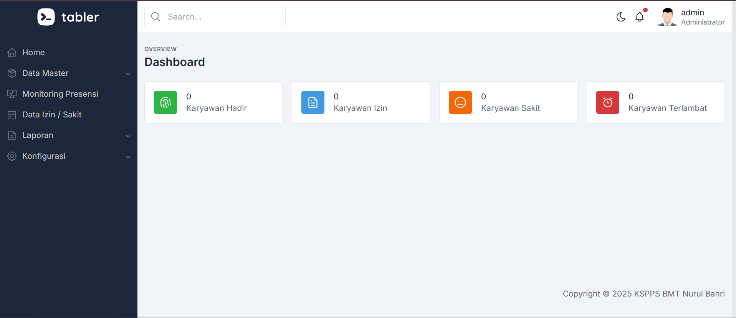 tabler
Search...
admin
Administrator
Home
Data Master
Monitoring Presensi
Data Izin / Sakit
Laporan
Konfigurasi
OVERVIEW
Dashboard
0
Karyawan Hadir
0
Karyawan Izin
0
Karyawan Sakit
0
Karyawan Terlambat
Copyright © 2025 KSPPS BMT Nurul Bahri